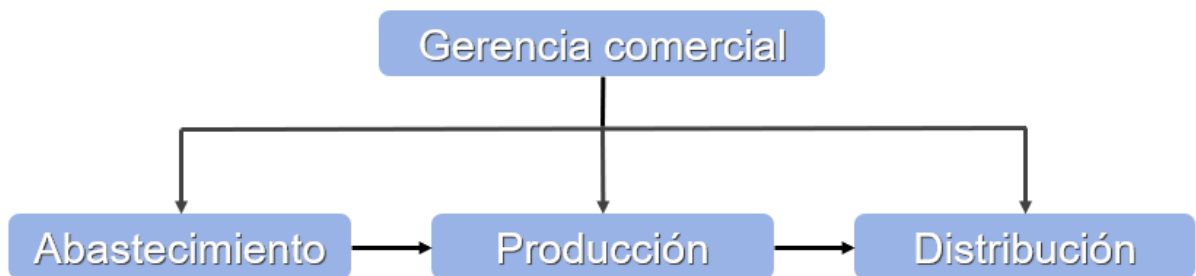 Gerencia comercial
Abastecimiento
Producción
Distribución